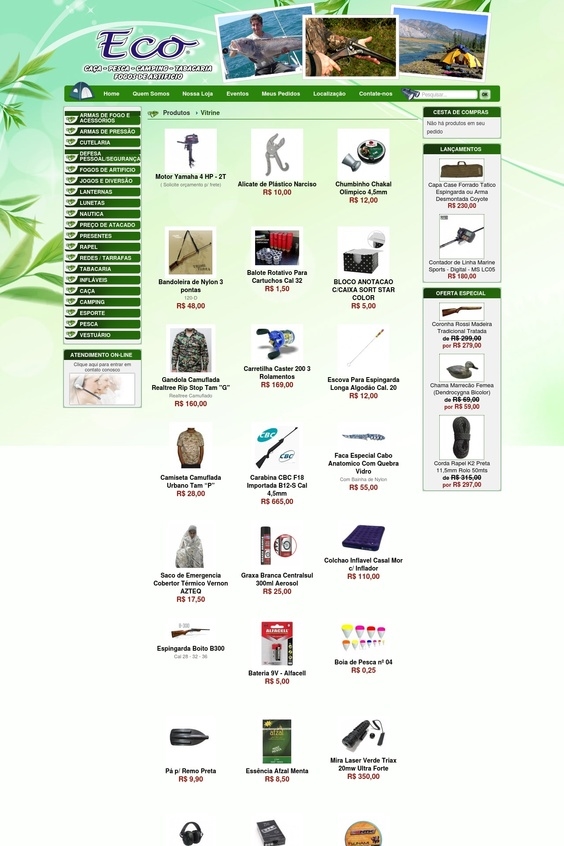 Eco
CAÇA - PESCA - CAMPING - TABACARIA
FOGOS DE ARTIFICIO
Home Quem Somos Nossa Loja Eventos Meus Pedidos Localização Contate-nos
Pesquisar... OK
ARMAS DE FOGO E
ACESSORIOS
ARMAS DE PRESSÃO
CUTELARIA
DEFESA
PESSOAL/SEGURANÇA
FOGOS DE ARTIFICIO
JOGOS E DIVERSÃO
LANTERNAS
LUNETAS
NAUTICA
PREÇO DE ATACADO
PRESENTES
RAPEL
REDES / TARRAFAS
TABACARIA
INFLÁVEIS
CAÇA
CAMPING
ESPORTE
PESCA
VESTUÁRIO
ATENDIMENTO ON-LINE
Clique aqui para entrar em
contato conosco
Produtos › Vitrine
Motor Yamaha 4 HP - 2T
( Solicite orçamento p/ frete)
Alicate de Plástico Narciso
R$ 10,00
Chumbinho Chakal
Olimpico 4,5mm
R$ 12,00
Bandoleira de Nylon 3
pontas
120 D
R$ 48,00
Balote Rotativo Para
Cartuchos Cal 32
R$ 1,50
BLOCO ANOTACAO
C/CAIXA SORT STAR
COLOR
R$ 5,00
Gandola Camuflada
Realtree Rip Stop Tam "G"
Realtree Camuflado
R$ 160,00
Carretilha Caster 200 3
Rolamentos
R$ 169,00
Escova Para Espingarda
Longa Algodão Cal. 20
R$ 12,00
Camiseta Camuflada
Urbano Tam "P"
R$ 28,00
CBC
CBC
Carabina CBC F18
Importada B12-S Cal
4,5mm
R$ 665,00
Faca Especial Cabo
Anatomico Com Quebra
Vidro
Com Bainha de Nylon
R$ 55,00
Saco de Emergencia
Cobertor Térmico Vernon
AZTEQ
R$ 17,50
Graxa Branca Centralsul
300ml Aerosol
R$ 25,00
Colchao Inflavel Casal Mor
c/ Inflador
R$ 110,00
B-300
Espingarda Boito B300
Cal 28 - 32 - 36
ALFACELL
Bateria 9V - Alfacell
R$ 5,00
Boia de Pesca nº 04
R$ 0,25
Pá p/ Remo Preta
R$ 9,90
afzal
Essência Afzal Menta
R$ 8,50
Mira Laser Verde Triax
20mw Ultra Forte
R$ 350,00
CESTA DE COMPRAS
Não há produtos em seu
pedido
LANÇAMENTOS
Capa Case Forrado Tatico
Espingarda ou Arma
Desmontada Coyote
R$ 230,00
Contador de Linha Marine
Sports - Digital - MS LC05
R$ 180,00
OFERTA ESPECIAL
Coronha Rossi Madeira
Tradicional Tratada
de R$ 299,00
por R$ 279,00
Chama Marrecão Femea
(Dendrocygna Bicolor)
de R$ 69,00
por R$ 59,00
Corda Rapel K2 Preta
11,5mm Rolo 50mts
de R$ 315,00
por R$ 297,00